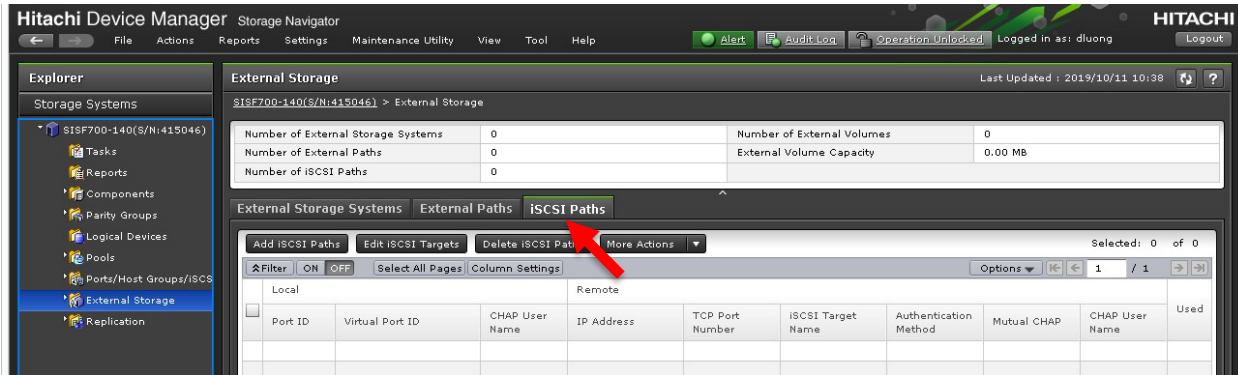 Hitachi Device Manager Storage Navigator HITACHI
File Actions Reports Settings Maintenance Utility View Tool Help Alert Audit Log Operation Unlocked Logged in as: dluong Logout
Explorer
Storage Systems
SISF700-140(S/N:415046)
Tasks
Reports
Components
Parity Groups
Logical Devices
Pools
Ports/Host Groups/iSCS
External Storage
Replication
External Storage Last Updated : 2019/10/11 10:38 ?
SISF700-140(S/N:415046) > External Storage
Number of External Storage Systems 0 Number of External Volumes 0
Number of External Paths 0 External Volume Capacity 0.00 MB
Number of iSCSI Paths 0
External Storage Systems External Paths iSCSI Paths
Add iSCSI Paths Edit iSCSI Targets Delete iSCSI More Actions Selected: 0 of 0
Filter ON OFF Select All Pages Column Settings Options 1 / 1
Local Remote
Port ID Virtual Port ID CHAP User Name IP Address TCP Port Number iSCSI Target Name Authentication Method Mutual CHAP CHAP User Name Used